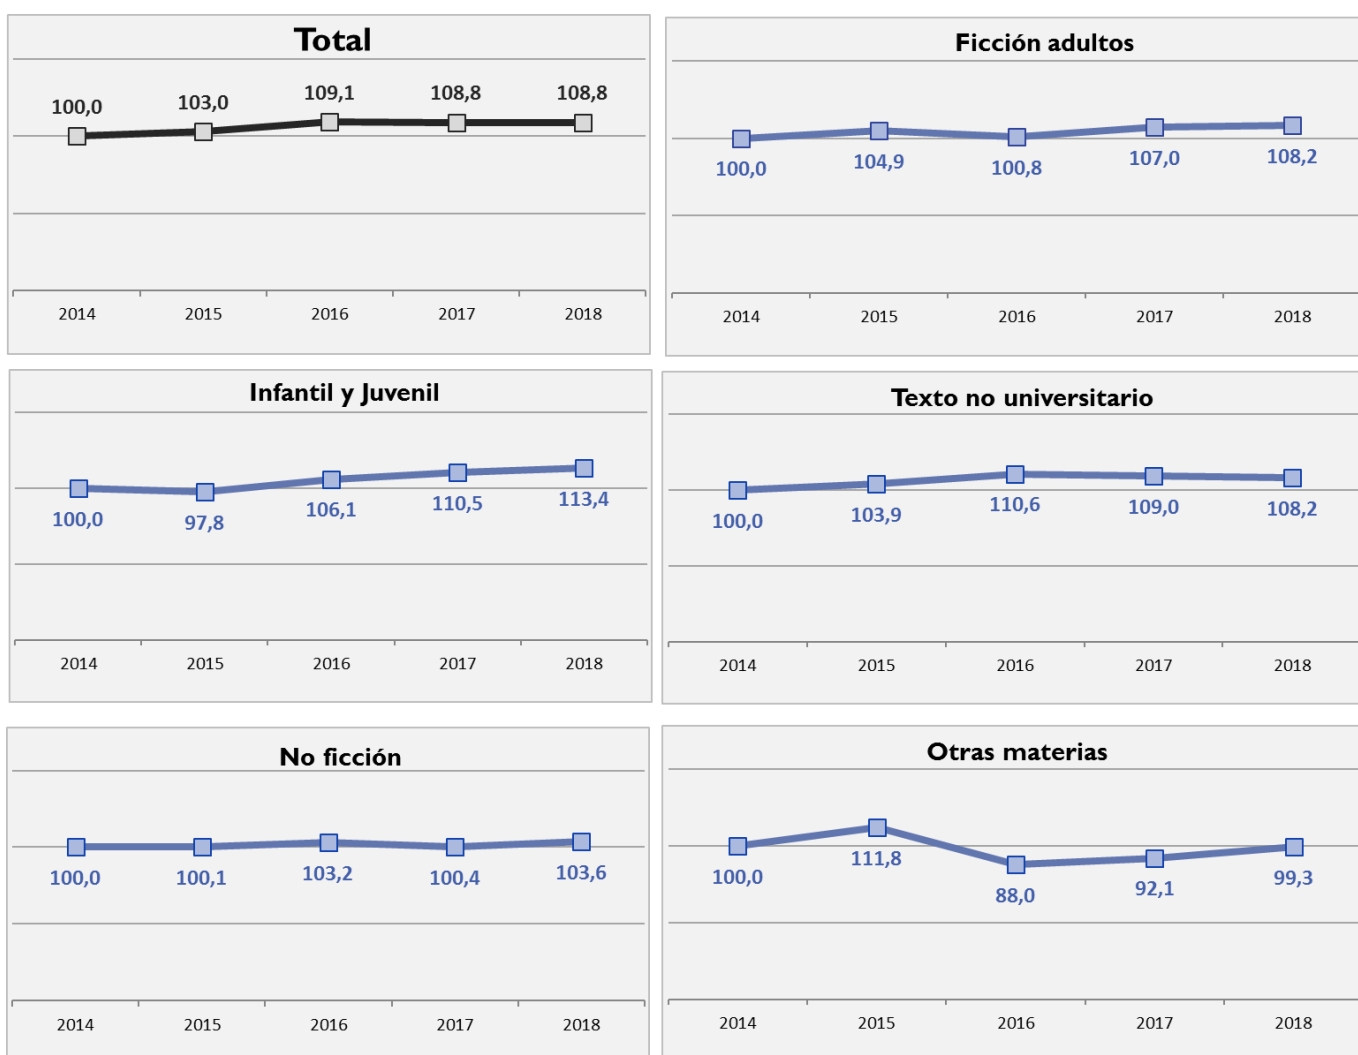 Total
100,0 103,0 109,1 108,8 108,8
2014 2015 2016 2017 2018
Ficción adultos
100,0 104,9 100,8 107,0 108,2
2014 2015 2016 2017 2018
Infantil y Juvenil
100,0 97,8 106,1 110,5 113,4
2014 2015 2016 2017 2018
Texto no universitario
100,0 103,9 110,6 109,0 108,2
2014 2015 2016 2017 2018
No ficción
100,0 100,1 103,2 100,4 103,6
2014 2015 2016 2017 2018
Otras materias
100,0 111,8 88,0 92,1 99,3
2014 2015 2016 2017 2018